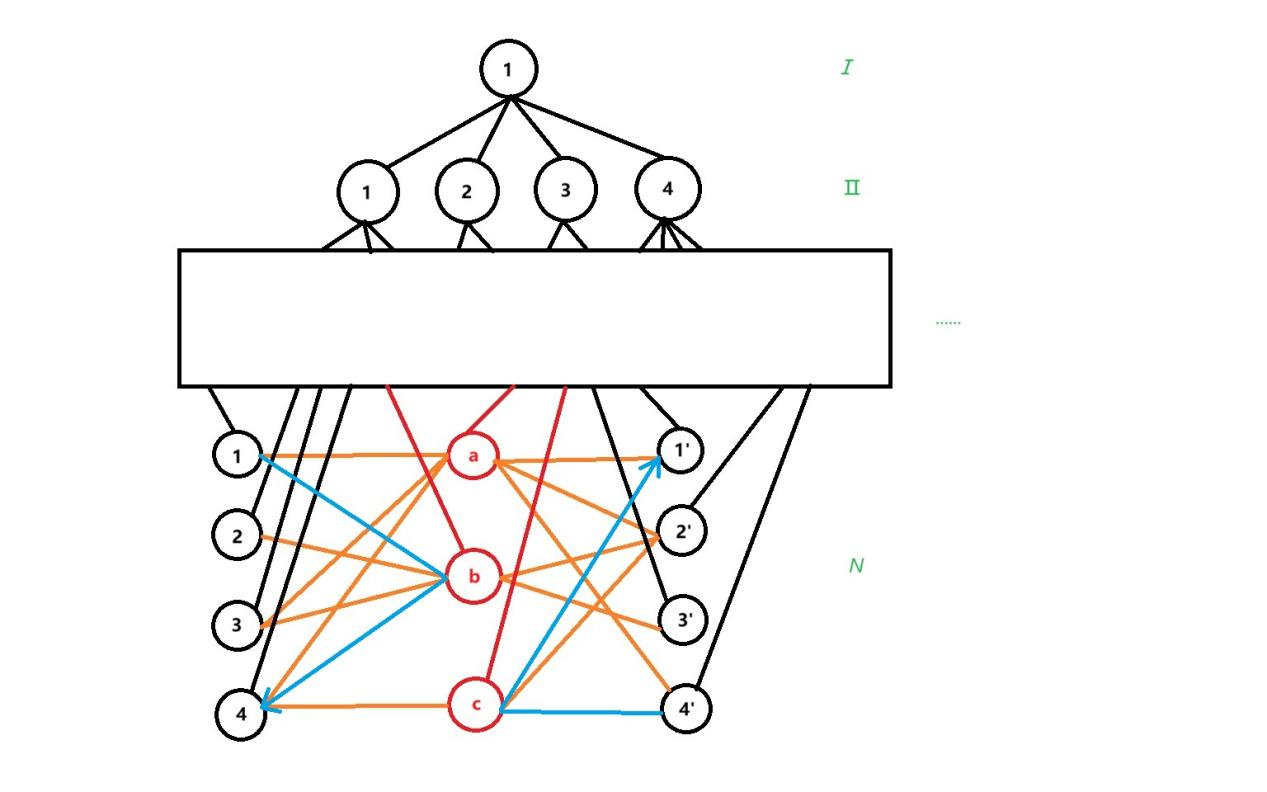 1 I
1 2 3 4 II
......
1 a 1'
2 2'
b N
3 3'
4 c 4'